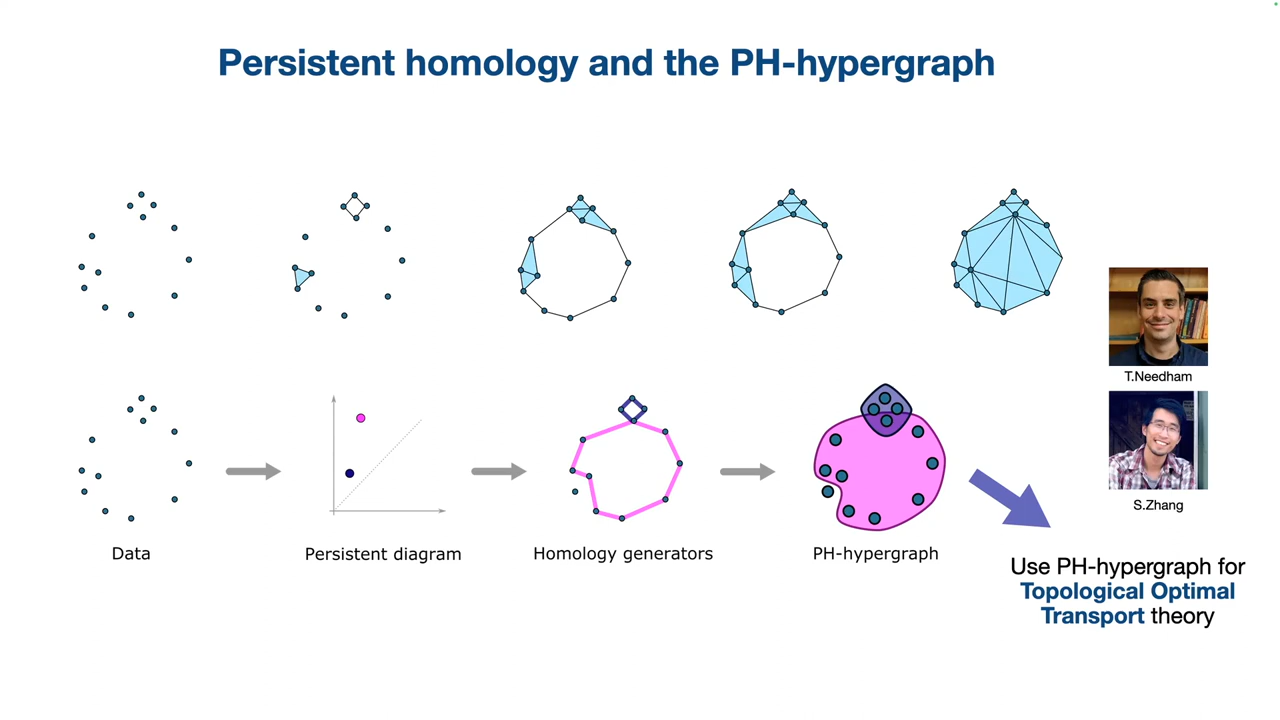 Persistent homology and the PH-hypergraph
T.Needham
S.Zhang
Data
Persistent diagram
Homology generators
PH-hypergraph
Use PH-hypergraph for
Topological Optimal
Transport theory